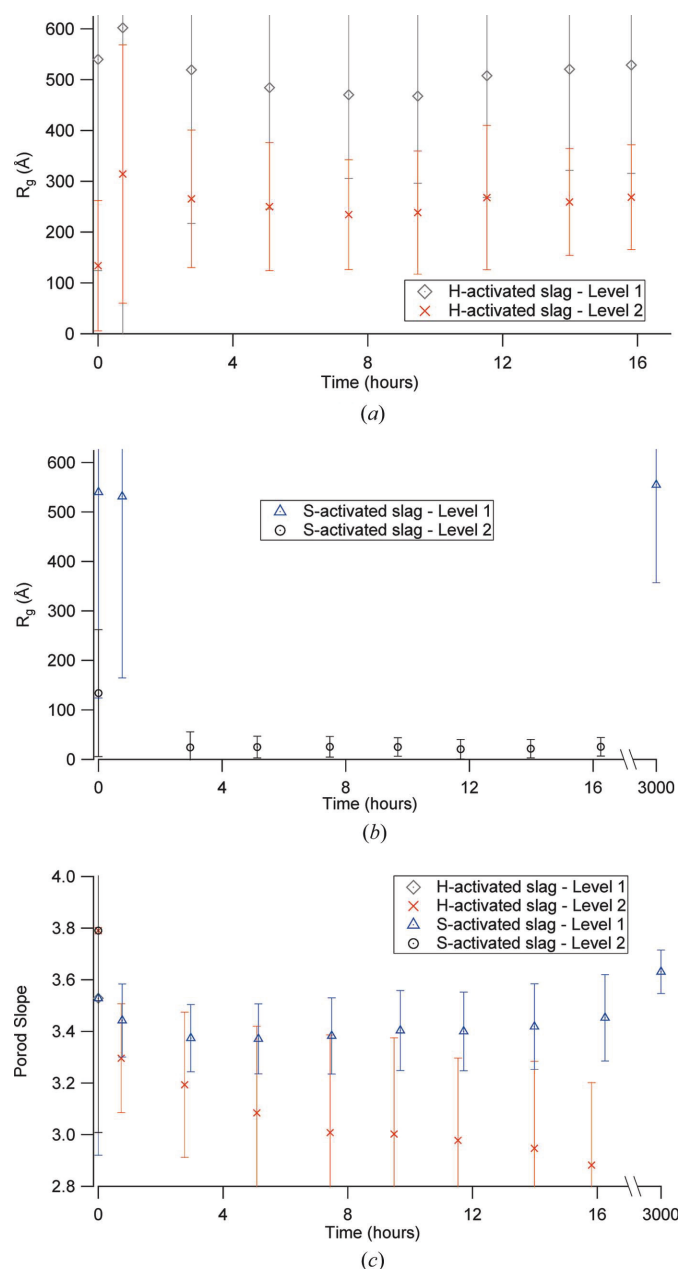 600
500
400
300
200
100
0
Rg (Å)
H-activated slag - Level 1
H-activated slag - Level 2
0 4 8 12 16
Time (hours)
(a)
600
500
400
300
200
100
0
Rg (Å)
S-activated slag - Level 1
S-activated slag - Level 2
0 4 8 12 16 3000
Time (hours)
(b)
4.0
3.8
3.6
3.4
3.2
3.0
2.8
Porod Slope
H-activated slag - Level 1
H-activated slag - Level 2
S-activated slag - Level 1
S-activated slag - Level 2
0 4 8 12 16 3000
Time (hours)
(c)